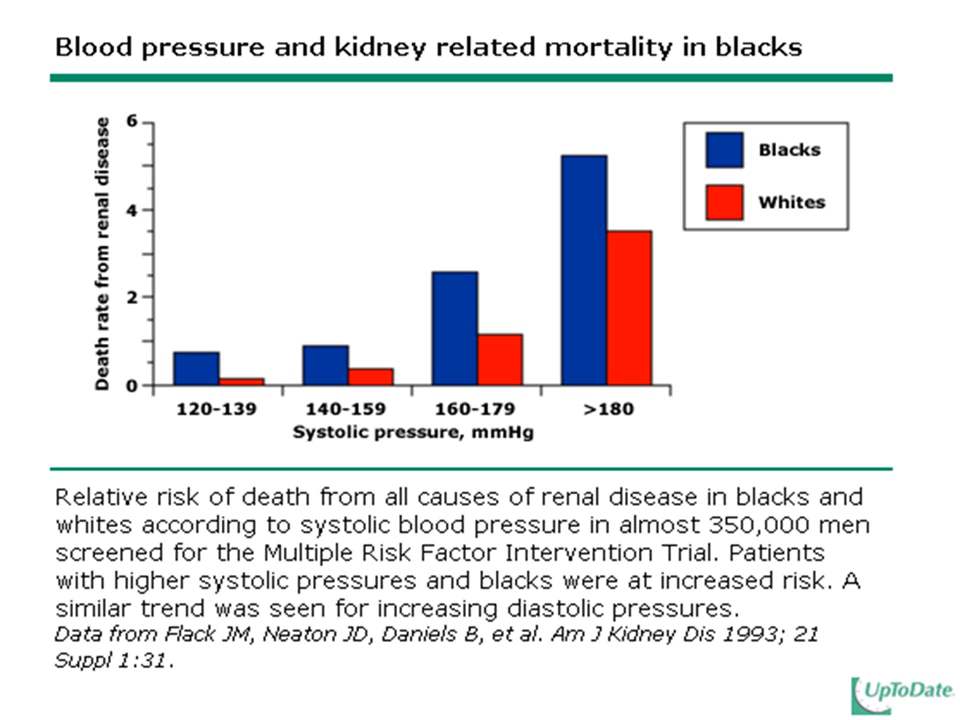 Blood pressure and kidney related mortality in blacks
Death rate from renal disease
6
4
2
0
120-139 140-159 160-179 >180
Systolic pressure, mmHg
Blacks
Whites
Relative risk of death from all causes of renal disease in blacks and
whites according to systolic blood pressure in almost 350,000 men
screened for the Multiple Risk Factor Intervention Trial. Patients
with higher systolic pressures and blacks were at increased risk. A
similar trend was seen for increasing diastolic pressures.
Data from Flack JM, Neaton JD, Daniels B, et al. Am J Kidney Dis 1993; 21
Suppl 1:31.
UpToDate